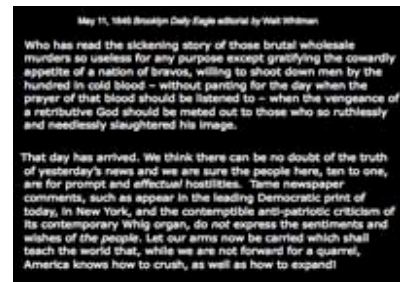 May 11, 1846 Brooklyn Daily Eagle editorial by Walt Whitman
Who has read the sickening story of those brutal wholesale
murders so useless for any purpose except gratifying the cowardly
appetite of a nation of bravos, willing to shoot down men by the
hundred in cold blood – without panting for the day when the
prayer of that blood should be listened to – when the vengeance of
a retributive God should be meted out to those who so ruthlessly
and needlessly slaughtered his image.
That day has arrived. We think there can be no doubt of the truth
of yesterday's news and we are sure the people here, ten to one,
are for prompt and effectual hostilities. Tame newspaper
comments, such as appear in the leading Democratic print of
today, in New York, and the contemptible anti-patriotic criticism of
its contemporary Whig organ, do not express the sentiments and
wishes of the people. Let our arms now be carried which shall
teach the world that, while we are not forward for a quarrel,
America knows how to crush, as well as how to expand!